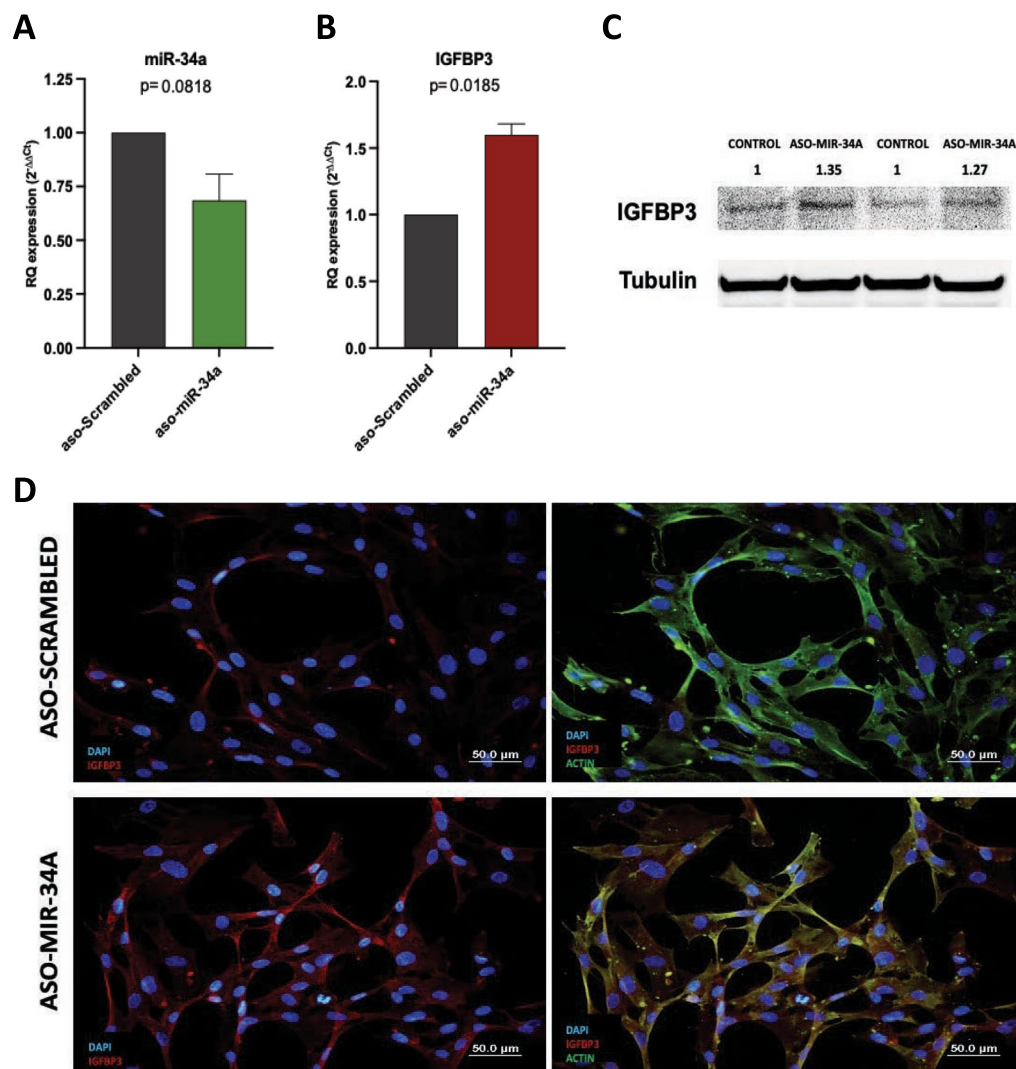 A
miR-34a
p= 0.0818
RQ expression (2^-ΔΔCt)
1.25
1.00
0.75
0.50
0.25
0.00
aso-Scrambled
aso-miR-34a
B
IGFBP3
p= 0.0185
RQ expression (2^-ΔΔCt)
2.0
1.5
1.0
0.5
0.0
aso-Scrambled
aso-miR-34a
C
CONTROL ASO-MIR-34A CONTROL ASO-MIR-34A
1 1.35 1 1.27
IGFBP3
Tubulin
D
ASO-SCRAMBLED
DAPI
IGFBP3
50.0 µm
DAPI
IGFBP3
ACTIN
50.0 µm
ASO-MIR-34A
DAPI
IGFBP3
50.0 µm
DAPI
IGFBP3
ACTIN
50.0 µm